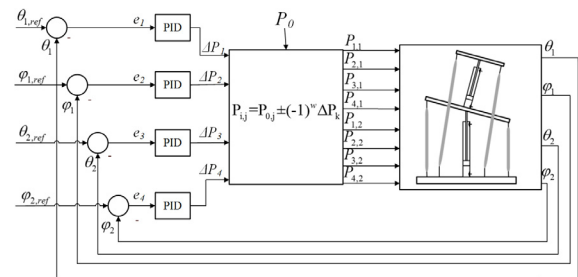 θ1,ref e1 PID ΔP1 P0 P1,1 θ1
θ1 - P2,1
φ1,ref e2 PID ΔP2 P3,1 φ1
φ1 - P4,1
Pi,j=P0,j±(-1)^w ΔPk
θ2,ref e3 PID ΔP3 P1,2 θ2
θ2 - P2,2
φ2,ref e4 PID ΔP4 P3,2 φ2
φ2 - P4,2